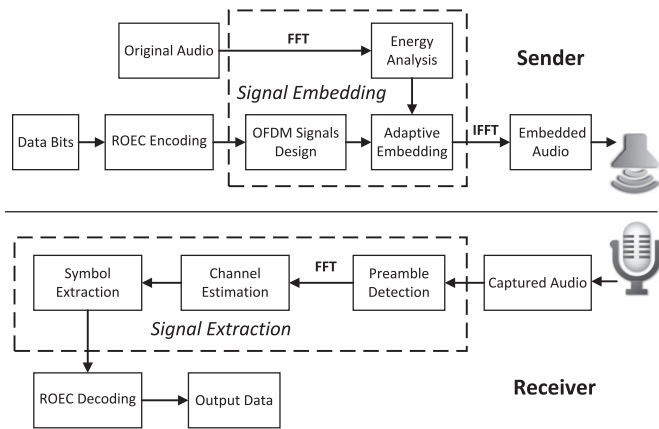 Original Audio
FFT
Energy
Analysis
Sender
Signal Embedding
Data Bits
ROEC Encoding
OFDM Signals
Design
Adaptive
Embedding
IFFT
Embedded
Audio
Symbol
Extraction
Channel
Estimation
FFT
Preamble
Detection
Captured Audio
Signal Extraction
ROEC Decoding
Output Data
Receiver